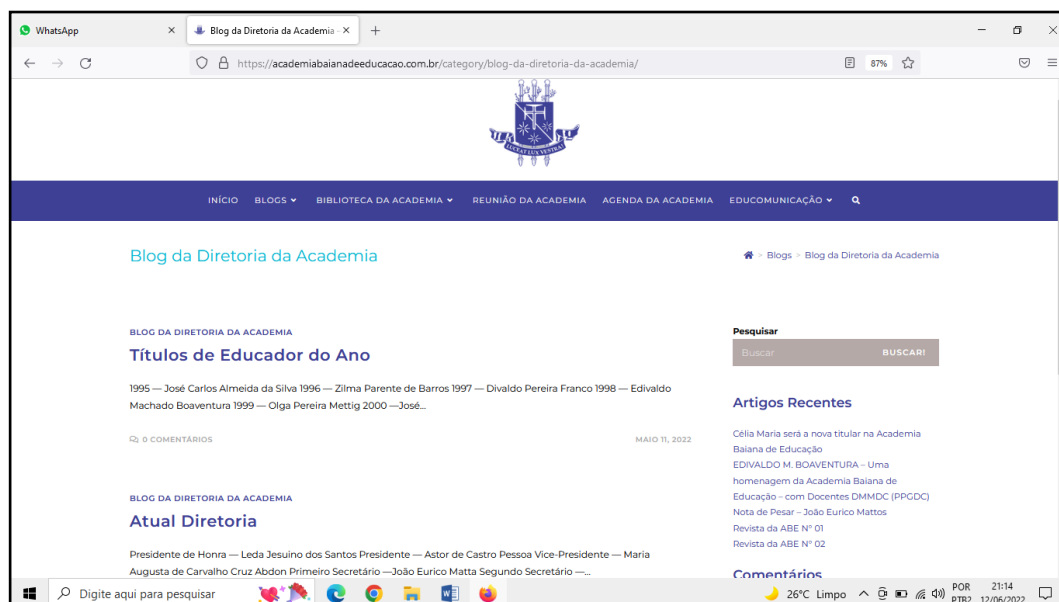 WhatsApp
Blog da Diretoria da Academia -
https://academiabaianadeeducacao.com.br/category/blog-da-diretoria-da-academia/
87%
INÍCIO BLOGS BIBLIOTECA DA ACADEMIA REUNIÃO DA ACADEMIA AGENDA DA ACADEMIA EDUCOMUNICAÇÃO
Blog da Diretoria da Academia
> Blogs > Blog da Diretoria da Academia
BLOG DA DIRETORIA DA ACADEMIA
Títulos de Educador do Ano
1995 — José Carlos Almeida da Silva 1996 — Zilma Parente de Barros 1997 — Divaldo Pereira Franco 1998 — Edivaldo
Machado Boaventura 1999 — Olga Pereira Mettig 2000 —José...
0 COMENTÁRIOS
MAIO 11, 2022
BLOG DA DIRETORIA DA ACADEMIA
Atual Diretoria
Presidente de Honra — Leda Jesuino dos Santos Presidente — Astor de Castro Pessoa Vice-Presidente — Maria
Augusta de Carvalho Cruz Abdon Primeiro Secretário —João Eurico Matta Segundo Secretário —...
Pesquisar
Buscar BUSCAR!
Artigos Recentes
Célia Maria será a nova titular na Academia
Baiana de Educação
EDIVALDO M. BOAVENTURA – Uma
homenagem da Academia Baiana de
Educação – com Docentes DMMDC (PPGDC)
Nota de Pesar – João Eurico Mattos
Revista da ABE N° 01
Revista da ABE N° 02
Comentários
Digite aqui para pesquisar
26°C Limpo
POR
PTB2
21:14
12/06/2022